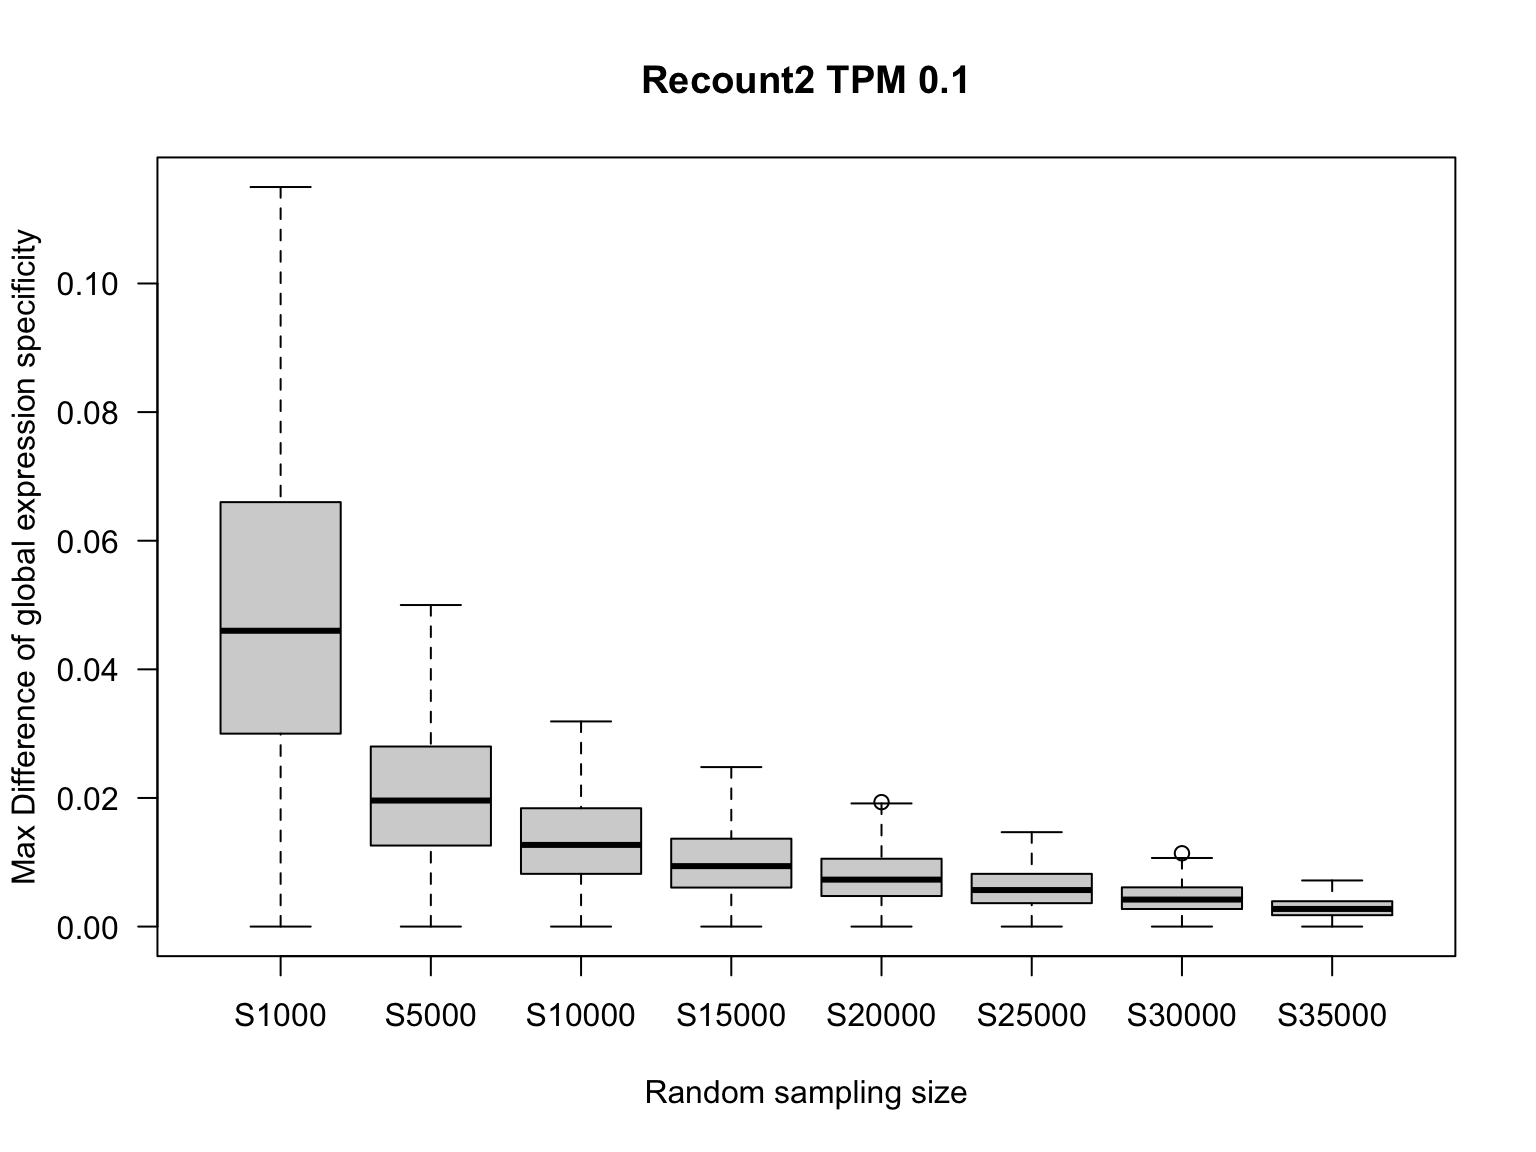 Recount2 TPM 0.1
Max Difference of global expression specificity
0.10
0.08
0.06
0.04
0.02
0.00
S1000 S5000 S10000 S15000 S20000 S25000 S30000 S35000
Random sampling size